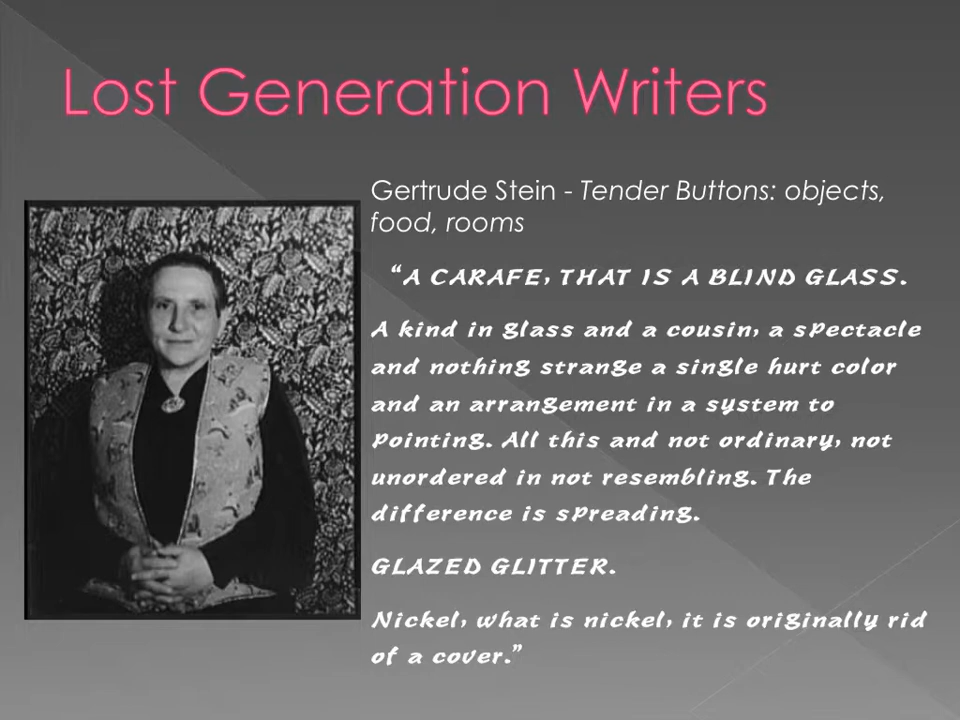 Lost Generation Writers
Gertrude Stein - Tender Buttons: objects,
food, rooms
“A CARAFE, THAT IS A BLIND GLASS.
A kind in glass and a cousin, a spectacle
and nothing strange a single hurt color
and an arrangement in a system to
pointing. All this and not ordinary, not
unordered in not resembling. The
difference is spreading.
GLAZED GLITTER.
Nickel, what is nickel, it is originally rid
of a cover.”